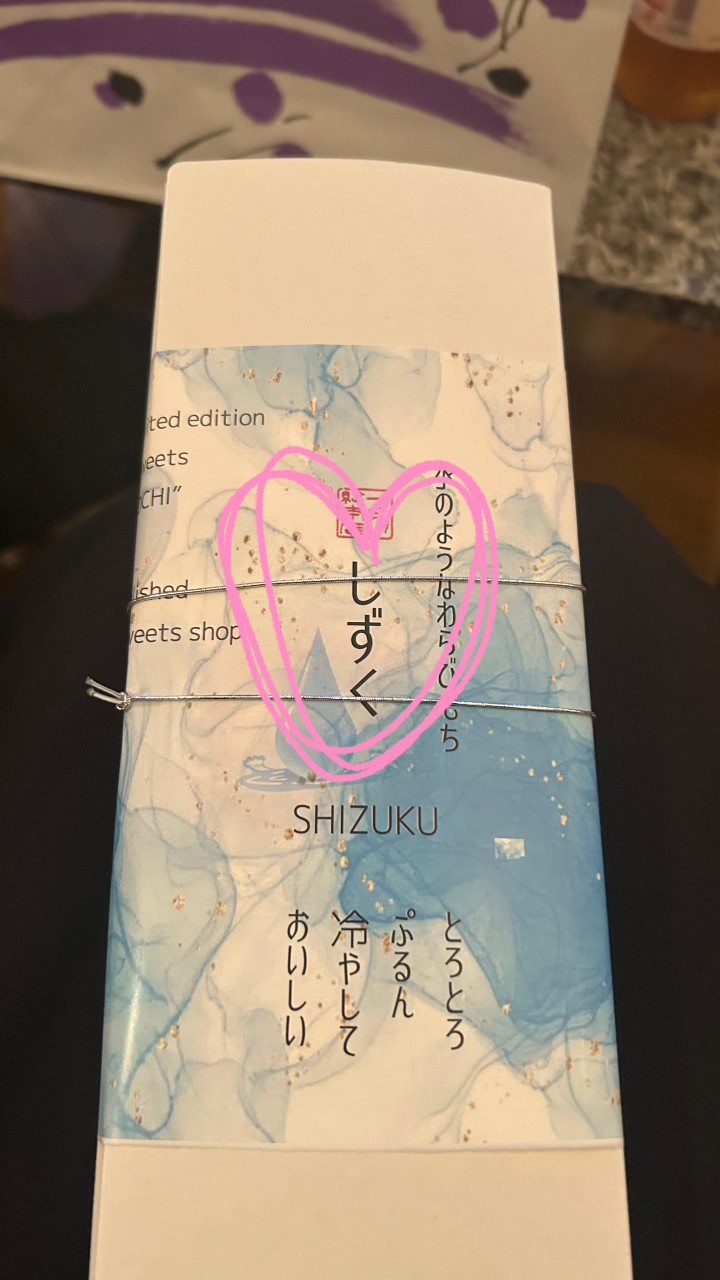 ted edition
eets
CHI”
ished
eets shop
のようなわらびもち
しずく
SHIZUKU
とろとろ
ぷるん
冷やして
おいしい